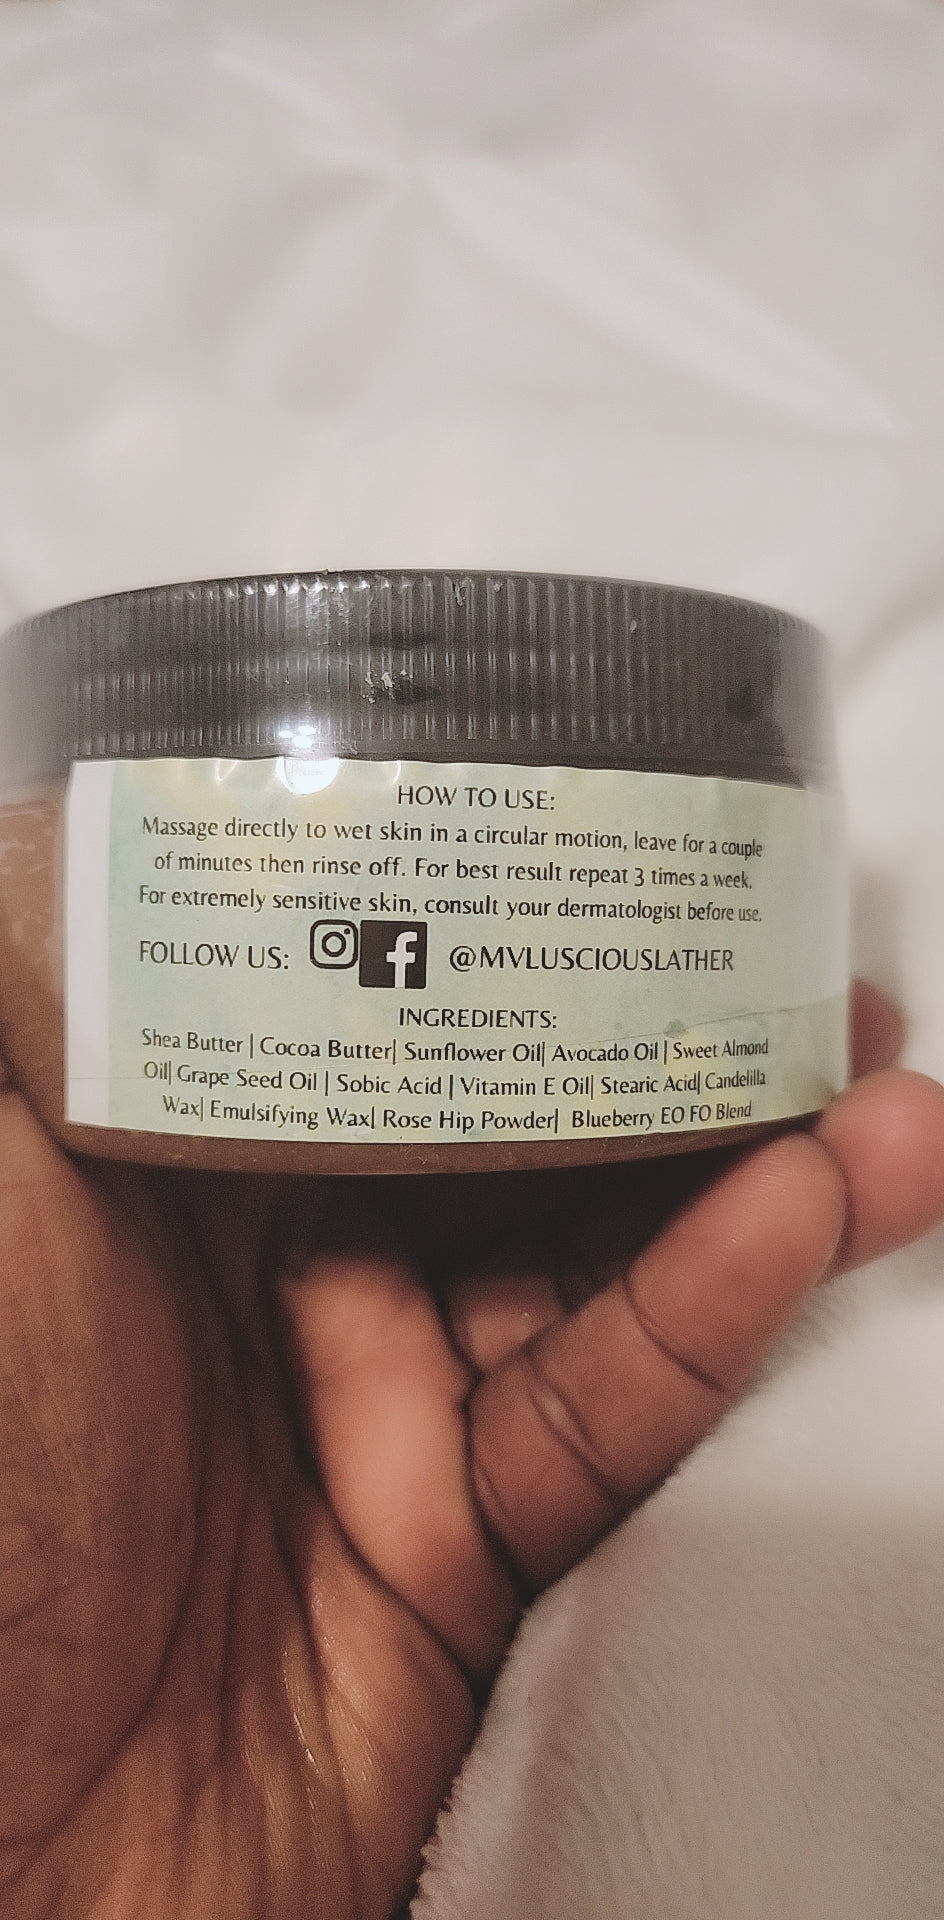 HOW TO USE:
Massage directly to wet skin in a circular motion, leave for a couple
of minutes then rinse off. For best result repeat 3 times a week.
For extremely sensitive skin, consult your dermatologist before use.
FOLLOW US: f @MVLUSCIOUSLATHER
INGREDIENTS:
Shea Butter | Cocoa Butter| Sunflower Oil| Avocado Oil | Sweet Almond
Oil| Grape Seed Oil | Sobic Acid | Vitamin E Oil| Stearic Acid| Candelilla
Wax| Emulsifying Wax| Rose Hip Powder| Blueberry EO FO Blend